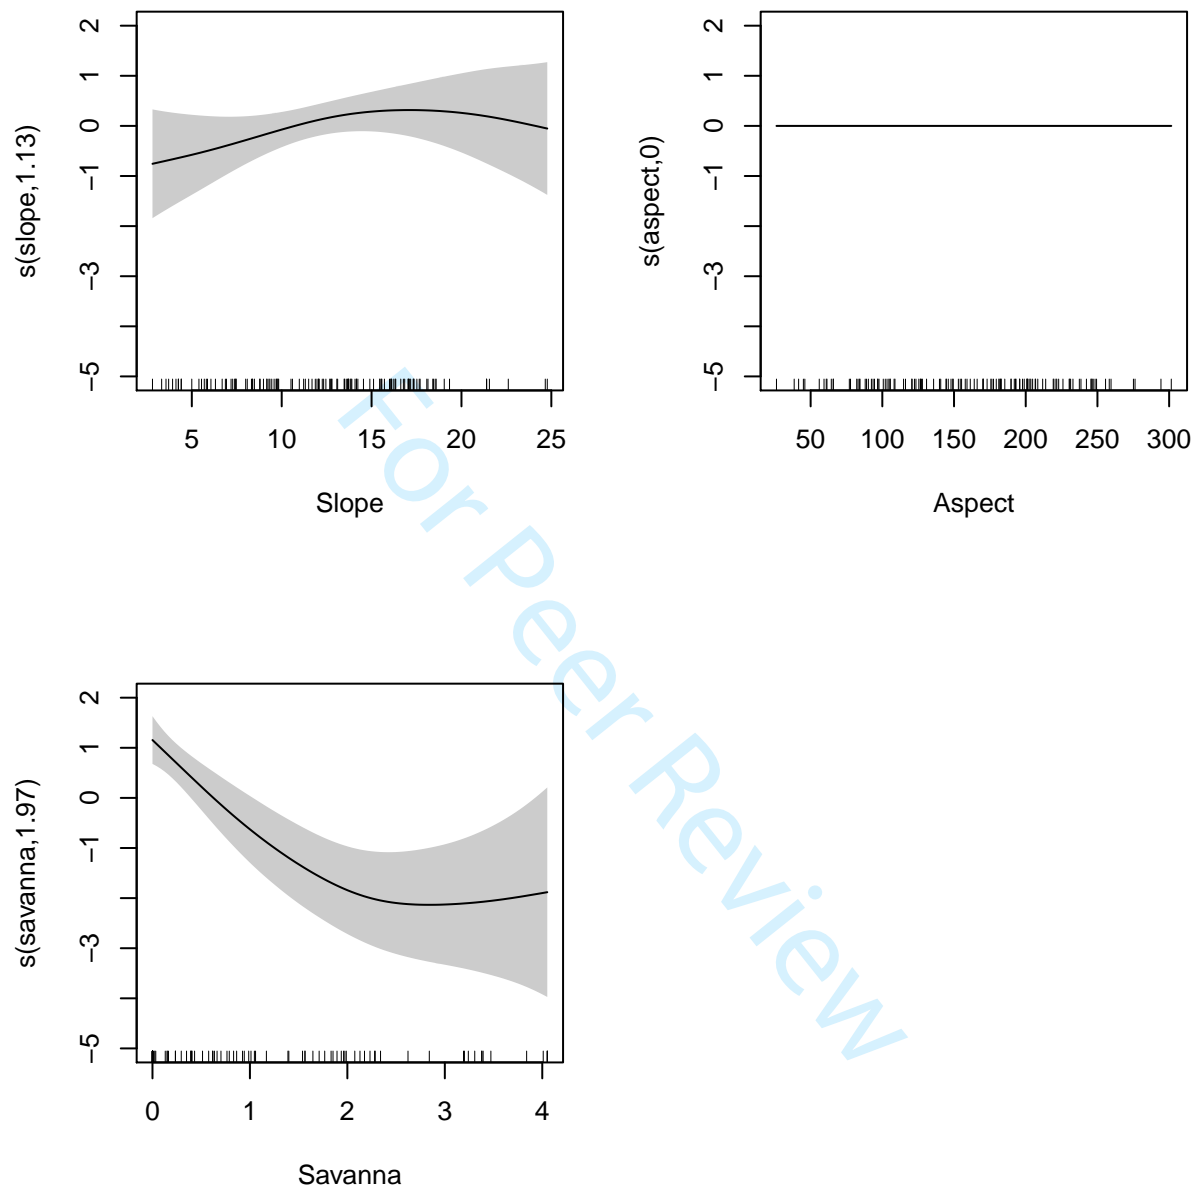 s(slope,1.13)
2
1
0
−1
−3
−5
5 10 15 20 25
Slope
s(aspect,0)
2
1
0
−1
−3
−5
50 100 150 200 250 300
Aspect
s(savanna,1.97)
2
1
0
−1
−3
−5
0 1 2 3 4
Savanna
For Peer Review